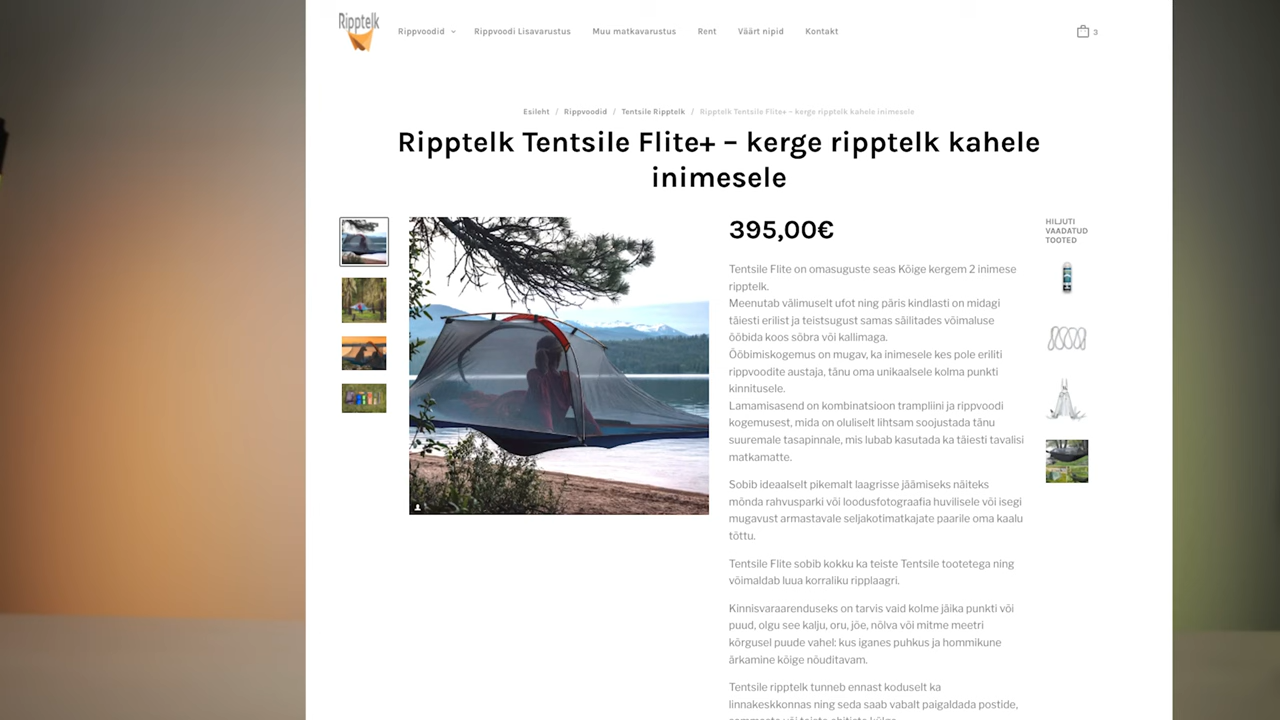 Ripptelk
Rippvoodid
Rippvoodi Lisavarustus
Muu matkavarustus
Rent
Väärt nipid
Kontakt
3
Esileht / Rippvoodid / Tentsile Ripptelk / Ripptelk Tentsile Flite+ – kerge ripptelk kahele inimesele
Ripptelk Tentsile Flite+ – kerge ripptelk kahele
inimesele
395,00€
Tentsile Flite on omasuguste seas Kõige kergem 2 inimese
ripptelk.
Meenutab välimuselt ufot ning päris kindlasti on midagi
täiesti erilist ja teistsugust samas säilitades võimaluse
ööbida koos sõbra või kallimaga.
Ööbimiskogemus on mugav, ka inimesele kes pole eriliti
rippvoodite austaja, tänu oma unikaalsele kolma punkti
kinnitusele.
Lamamisasend on kombinatsioon trampliini ja rippvoodi
kogemusest, mida on oluliselt lihtsam soojustada tänu
suuremale tasapinnale, mis lubab kasutada ka täiesti tavalisi
matkamatte.
Sobib ideaalselt pikemalt laagrisse jäämiseks näiteks
mõnda rahvusparki või loodusfotograafia huvilisele või isegi
mugavust armastavale seljakotimatkajate paarile oma kaalu
tõttu.
Tentsile Flite sobib kokku ka teiste Tentsile tootetega ning
võimaldab luua korraliku ripplaagri.
Kinnisvaraarenduseks on tarvis vaid kolme jäika punkti või
puud, olgu see kalju, oru, jõe, nõlva või mitme meetri
kõrgusel puude vahel: kus iganes puhkus ja hommikune
ärkamine kõige nõuditavam.
Tentsile ripptelk tunneb ennast koduselt ka
linnakeskkonnas ning seda saab vabalt paigaldada postide,
HILJUTI
VAADATUD
TOOTED